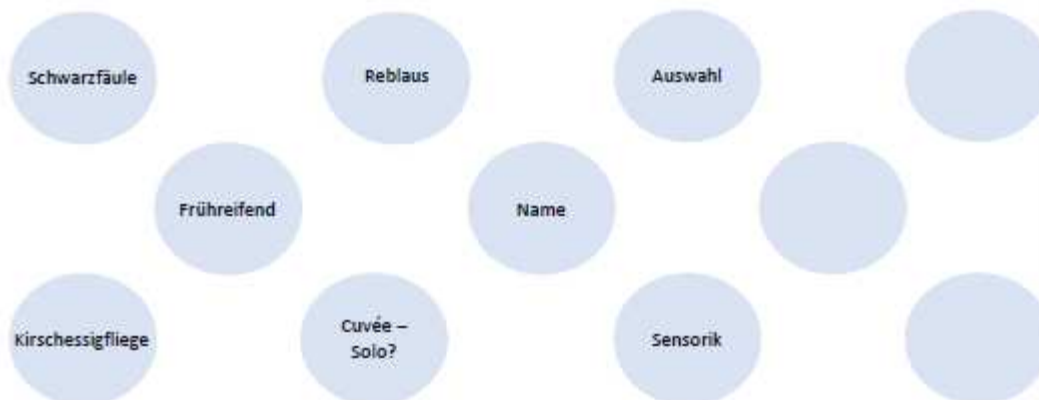 Schwarzfäule
Reblaus
Auswahl
Frühreifend
Name
Kirschessigfliege
Cuvée –
Solo?
Sensorik